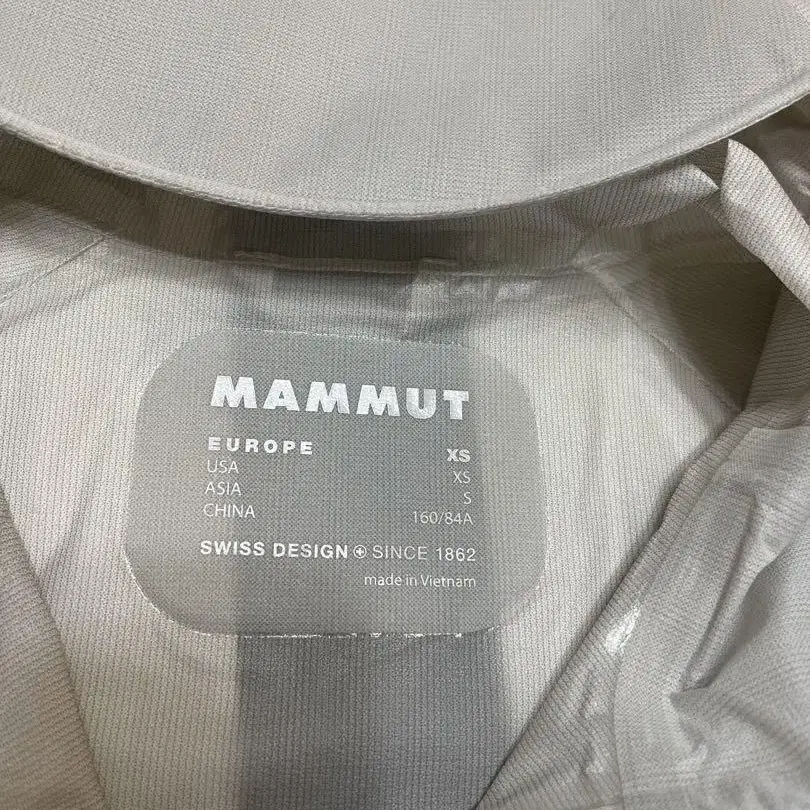 MAMMUT
EUROPE XS
USA XS
ASIA S
CHINA 160/84A
SWISS DESIGN SINCE 1862
made in Vietnam